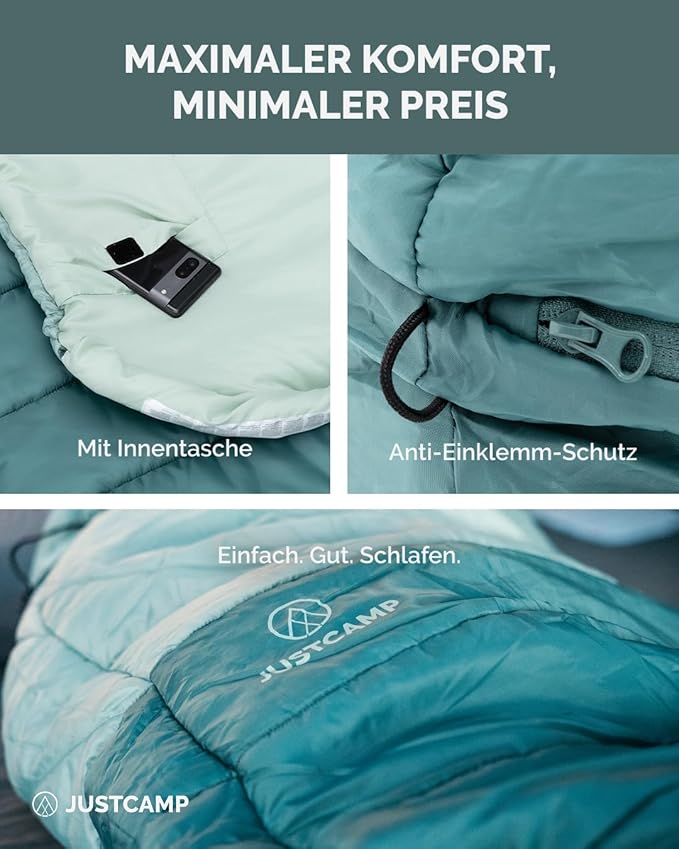 MAXIMALER KOMFORT,
MINIMALER PREIS
Mit Innentasche
Anti-Einklemm-Schutz
Einfach. Gut. Schlafen.
JUSTCAMP
JUSTCAMP